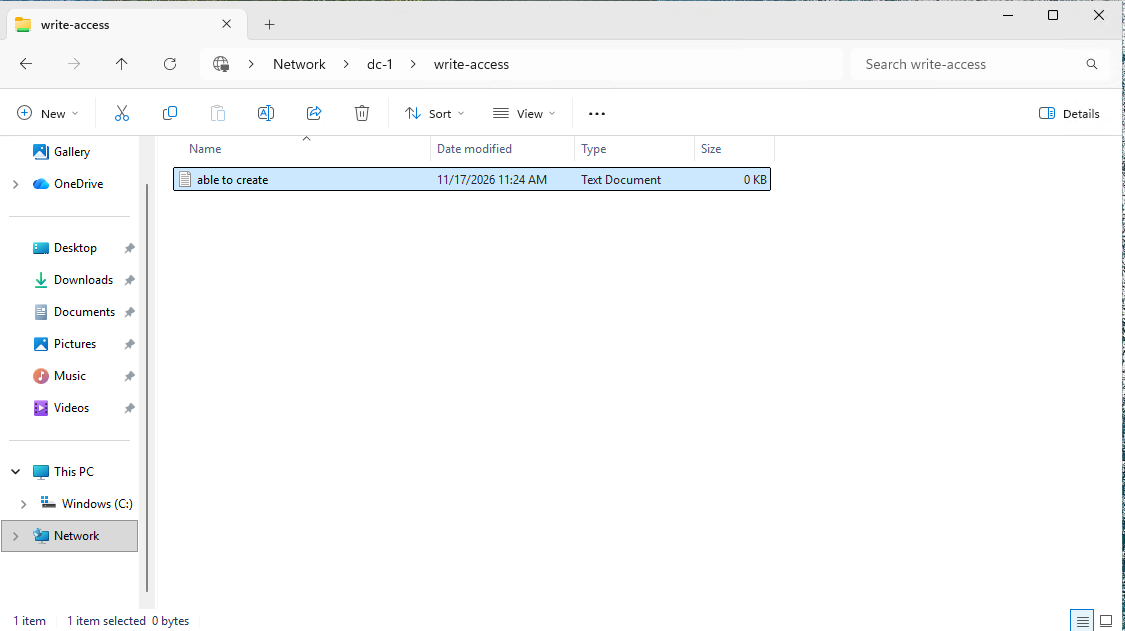 write-access
Network dc-1 write-access
Search write-access
New
Sort
View
Details
Gallery
OneDrive
Desktop
Downloads
Documents
Pictures
Music
Videos
This PC
Windows (C:)
Network
Name Date modified Type Size
able to create 11/17/2026 11:24 AM Text Document 0 KB
1 item 1 item selected 0 bytes